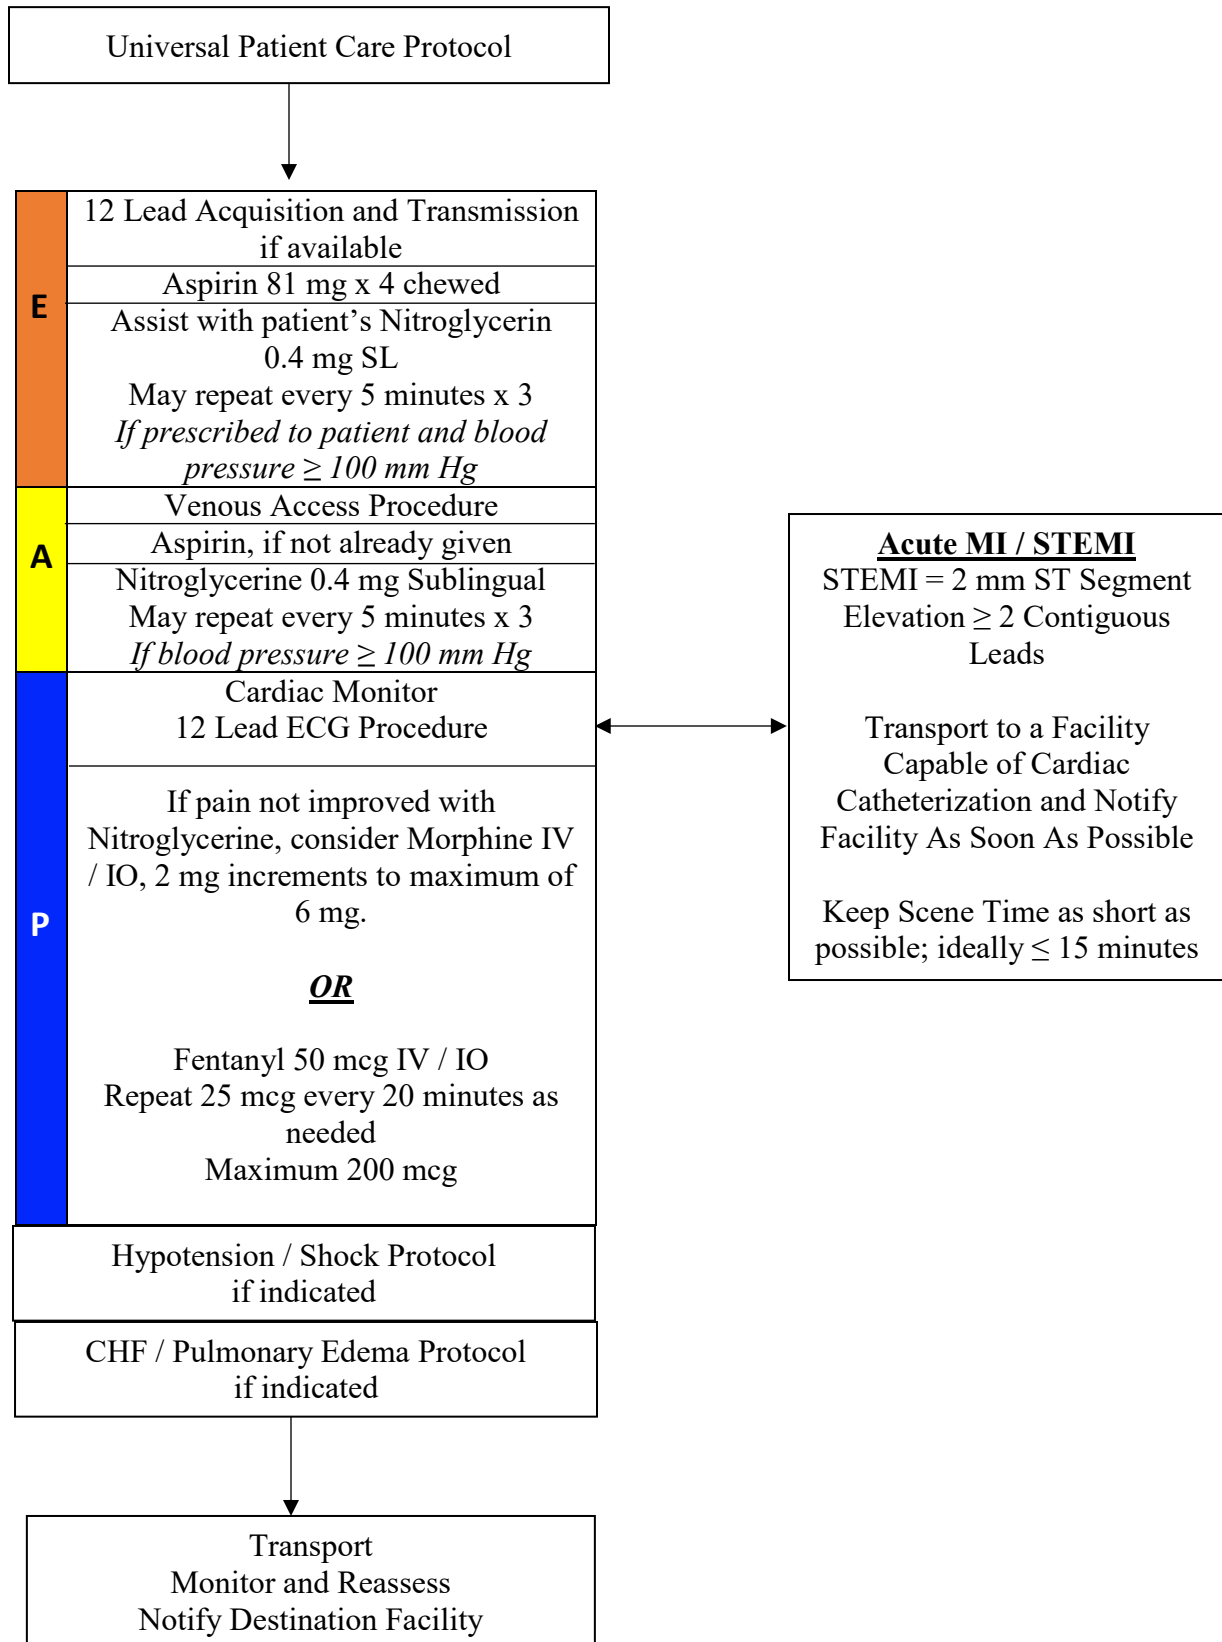 Universal Patient Care Protocol
E
12 Lead Acquisition and Transmission
if available
Aspirin 81 mg x 4 chewed
Assist with patient’s Nitroglycerin
0.4 mg SL
May repeat every 5 minutes x 3
If prescribed to patient and blood
pressure ≥ 100 mm Hg
A
Venous Access Procedure
Aspirin, if not already given
Nitroglycerine 0.4 mg Sublingual
May repeat every 5 minutes x 3
If blood pressure ≥ 100 mm Hg
P
Cardiac Monitor
12 Lead ECG Procedure
If pain not improved with
Nitroglycerine, consider Morphine IV
/ IO, 2 mg increments to maximum of
6 mg.
OR
Fentanyl 50 mcg IV / IO
Repeat 25 mcg every 20 minutes as
needed
Maximum 200 mcg
Acute MI / STEMI
STEMI = 2 mm ST Segment
Elevation ≥ 2 Contiguous
Leads
Transport to a Facility
Capable of Cardiac
Catheterization and Notify
Facility As Soon As Possible
Keep Scene Time as short as
possible; ideally ≤ 15 minutes
Hypotension / Shock Protocol
if indicated
CHF / Pulmonary Edema Protocol
if indicated
Transport
Monitor and Reassess
Notify Destination Facility